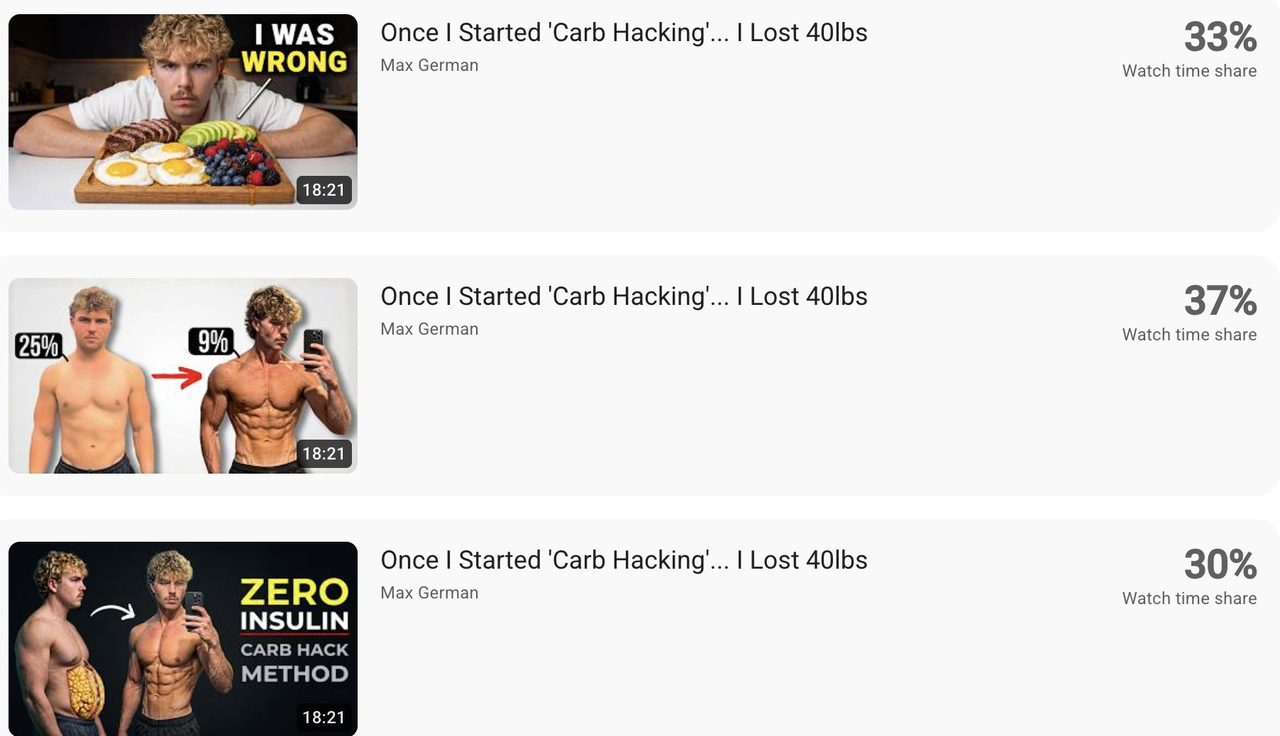 I WAS
WRONG
18:21
Once I Started 'Carb Hacking'... I Lost 40lbs
Max German
33%
Watch time share
25%
9%
18:21
Once I Started 'Carb Hacking'... I Lost 40lbs
Max German
37%
Watch time share
ZERO
INSULIN
CARB HACK
METHOD
18:21
Once I Started 'Carb Hacking'... I Lost 40lbs
Max German
30%
Watch time share